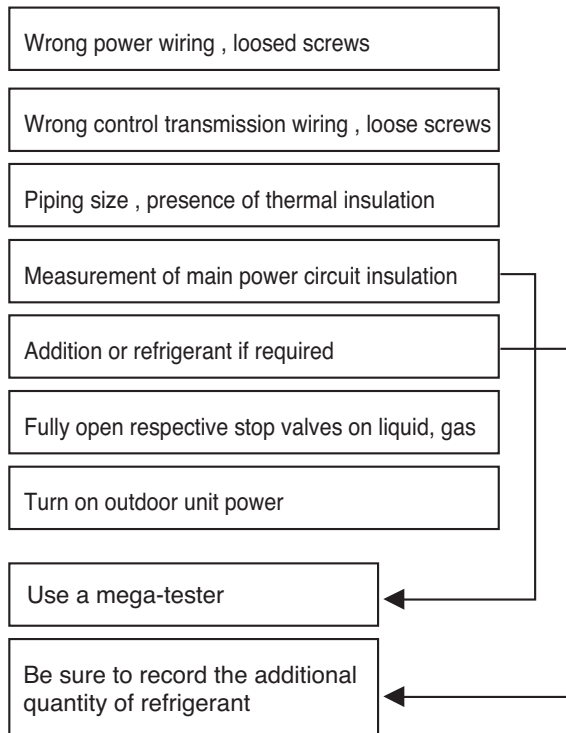 Wrong power wiring , loosed screws
Wrong control transmission wiring , loose screws
Piping size , presence of thermal insulation
Measurement of main power circuit insulation
Addition or refrigerant if required
Fully open respective stop valves on liquid, gas
Turn on outdoor unit power
Use a mega-tester
Be sure to record the additional
quantity of refrigerant